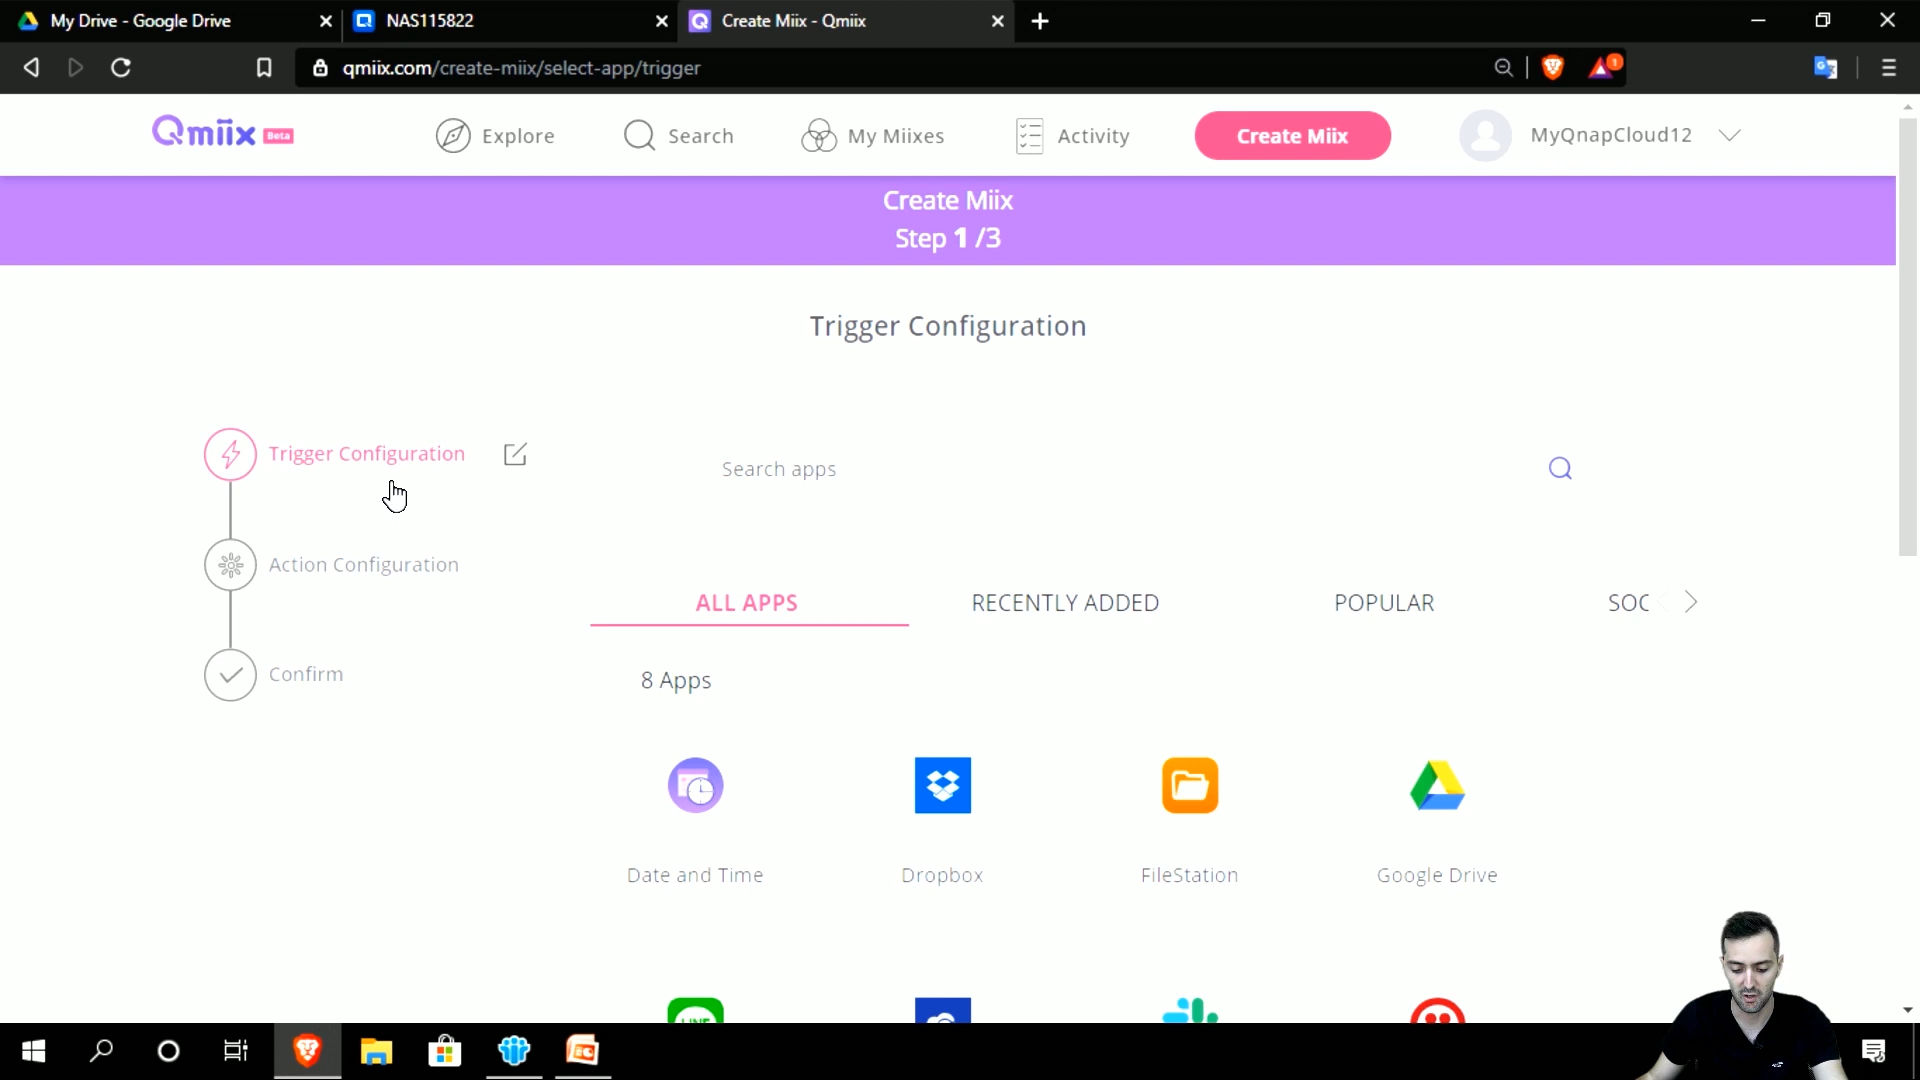 My Drive - Google Drive
NAS115822
Create Miix - Qmiix
qmiix.com/create-miix/select-app/trigger
1
Qmiix Beta
Explore
Search
My Miixes
Activity
Create Miix
MyQnapCloud12
Create Miix
Step 1 /3
Trigger Configuration
Trigger Configuration
Search apps
Action Configuration
Confirm
ALL APPS
RECENTLY ADDED
POPULAR
SOC
8 Apps
Date and Time
Dropbox
FileStation
Google Drive